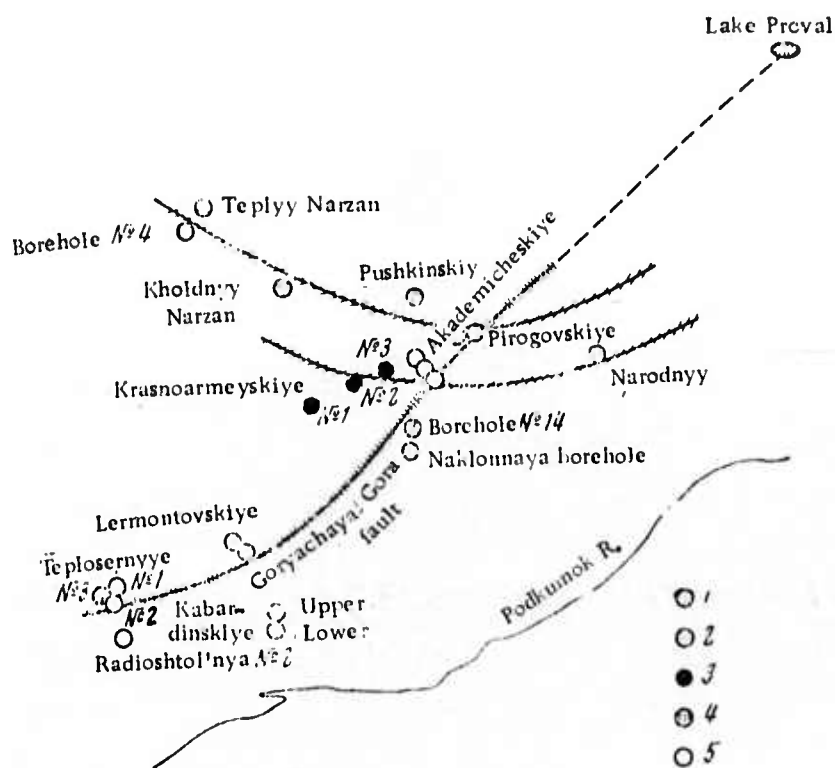 Lake Proval
Teplyy Narzan
Borehole №4
Kholdnyy
Narzan
Pushkinskiy
Akademicheskiye
Pirogovskiye
№3
Krasnoarmeyskiye
№2
№1
Narodnyy
Borehole №14
Naklonnaya borehole
Goryachaya Gora
fault
Lermontovskiye
Teplosernyye
№1
№3
№2
Kabar-
dinskiye
Upper
Lower
Radioshtol'nya №2
Podkumok R.
1
2
3
4
5